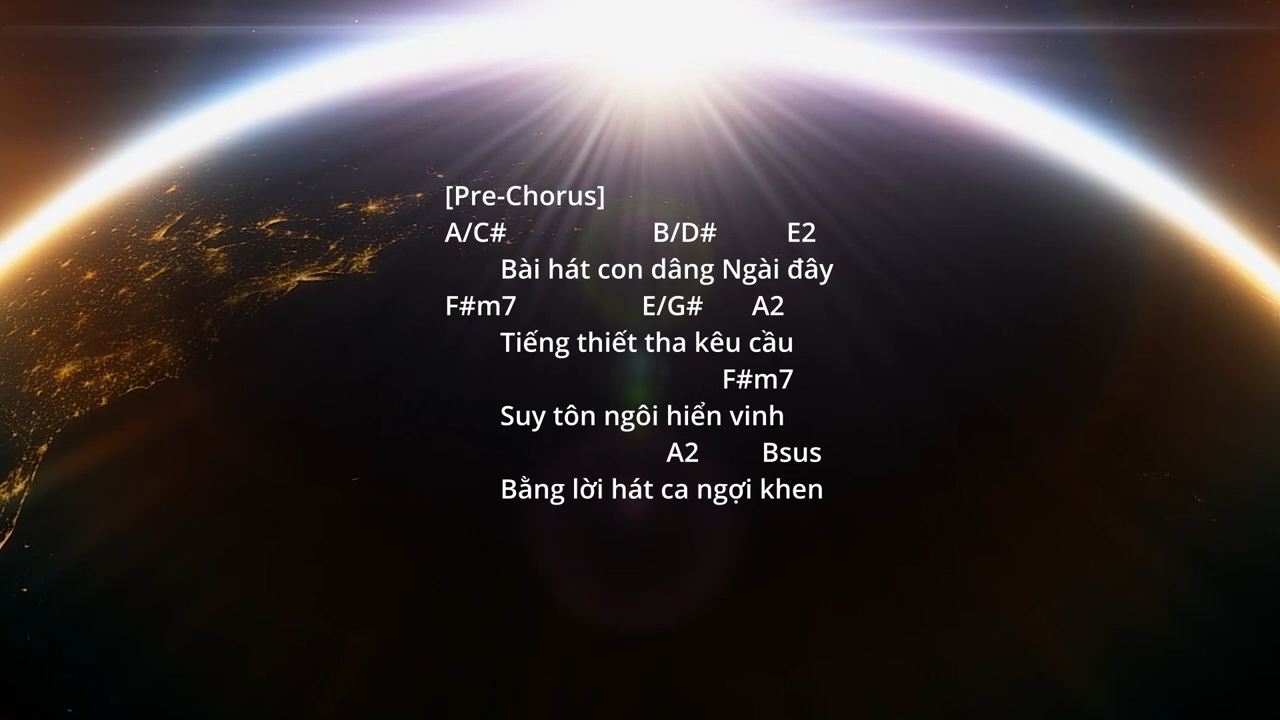 [Pre-Chorus]
A/C# B/D# E2
Bài hát con dâng Ngài đây
F#m7 E/G# A2
Tiếng thiết tha kêu cầu
F#m7
Suy tôn ngôi hiển vinh
A2 Bsus
Bằng lời hát ca ngợi khen